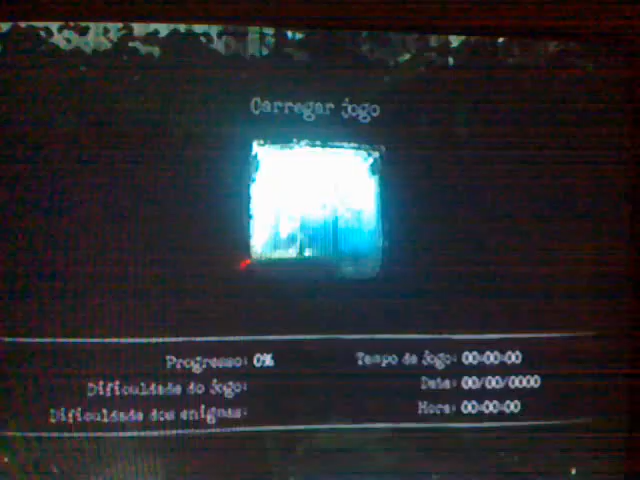 Carregar jogo
Progresso: 0%
Tempo de jogo: 00:00:00
Dificuldade do jogo:
Data: 00/00/0000
Dificuldade dos enigmas:
Hora: 00:00:00